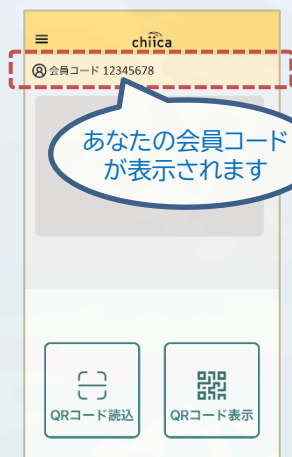 chiica
会員コード 12345678
あなたの会員コード
が表示されます
QRコード読込
QRコード表示